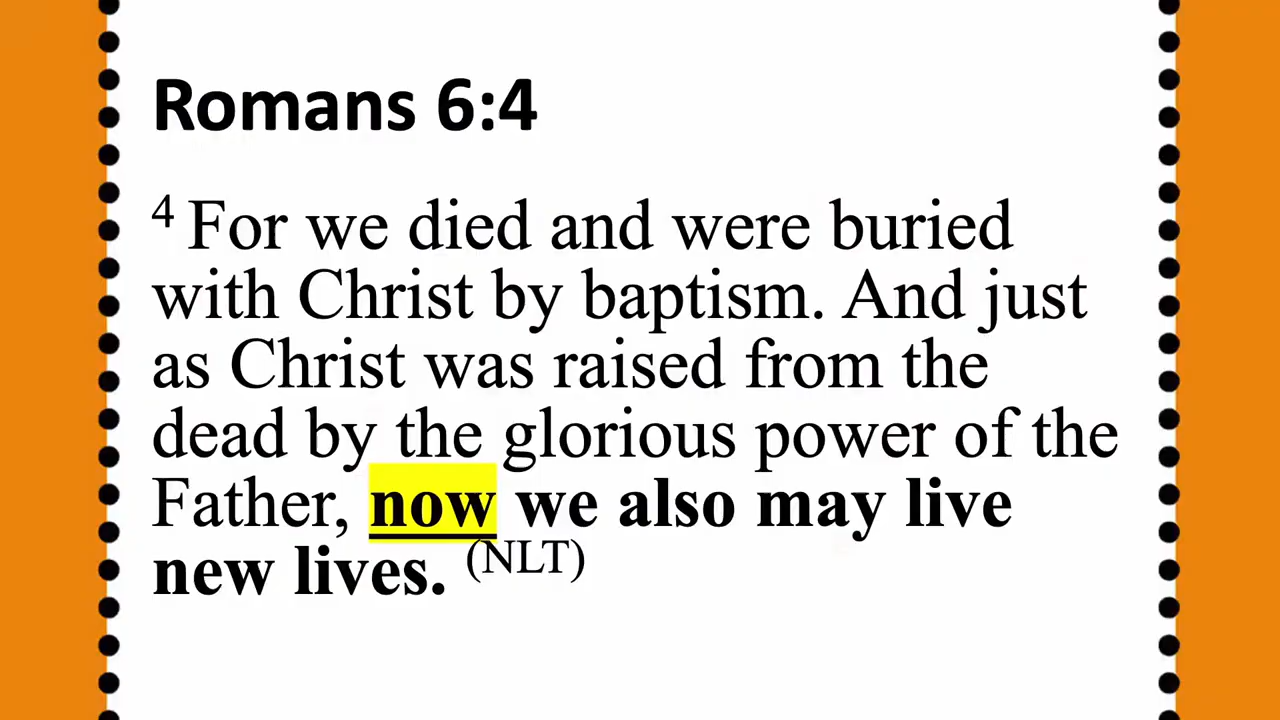 Romans 6:4
4 For we died and were buried
with Christ by baptism. And just
as Christ was raised from the
dead by the glorious power of the
Father, now we also may live
new lives. (NLT)